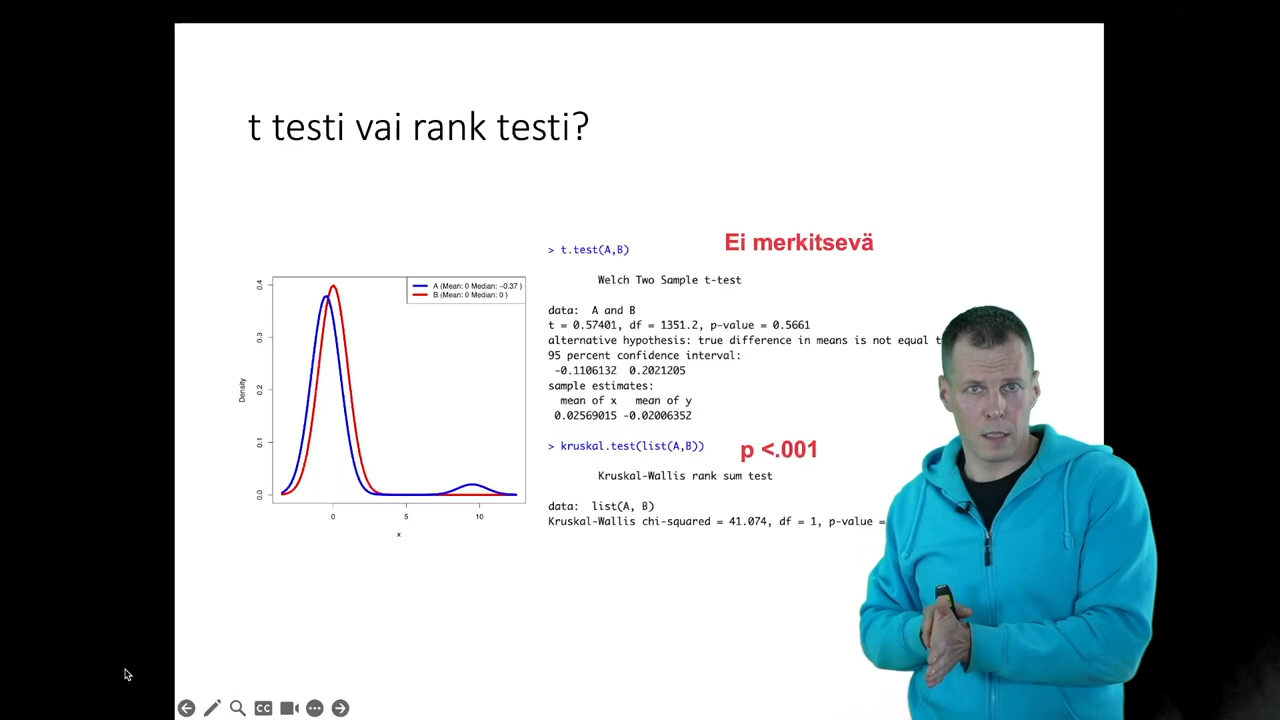 t testi vai rank testi?
Ei merkitsevä
> t.test(A,B)
Welch Two Sample t-test
data: A and B
t = 0.57401, df = 1351.2, p-value = 0.5661
alternative hypothesis: true difference in means is not equal t
95 percent confidence interval:
-0.1106132 0.2021205
sample estimates:
mean of x mean of y
0.02569015 -0.02006352
> kruskal.test(list(A,B))
p <.001
Kruskal-Wallis rank sum test
data: list(A, B)
Kruskal-Wallis chi-squared = 41.074, df = 1, p-value =
A (Mean: 0 Median: -0.37 )
B (Mean: 0 Median: 0 )
Density
0.4
0.3
0.2
0.1
0.0
0 5 10
x
CC